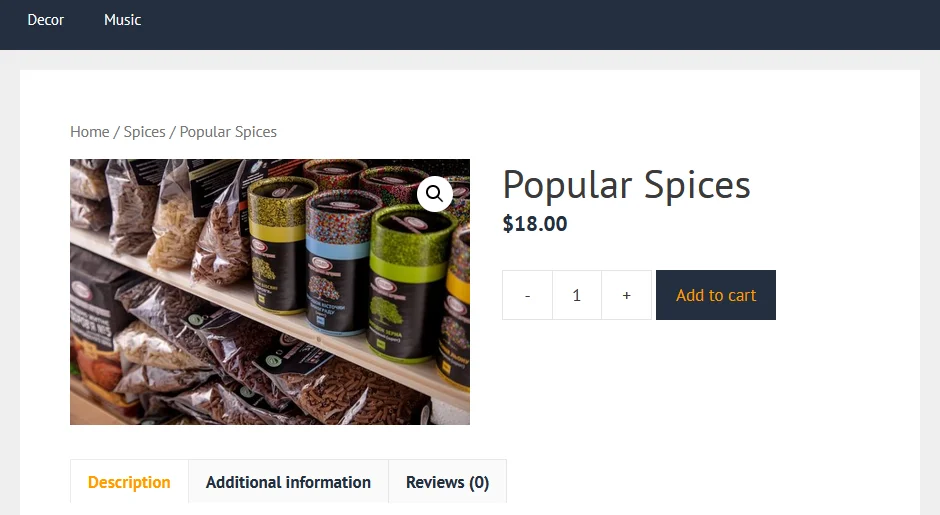 Decor Music
Home / Spices / Popular Spices
Popular Spices
$18.00
- 1 + Add to cart
Description Additional information Reviews (0)